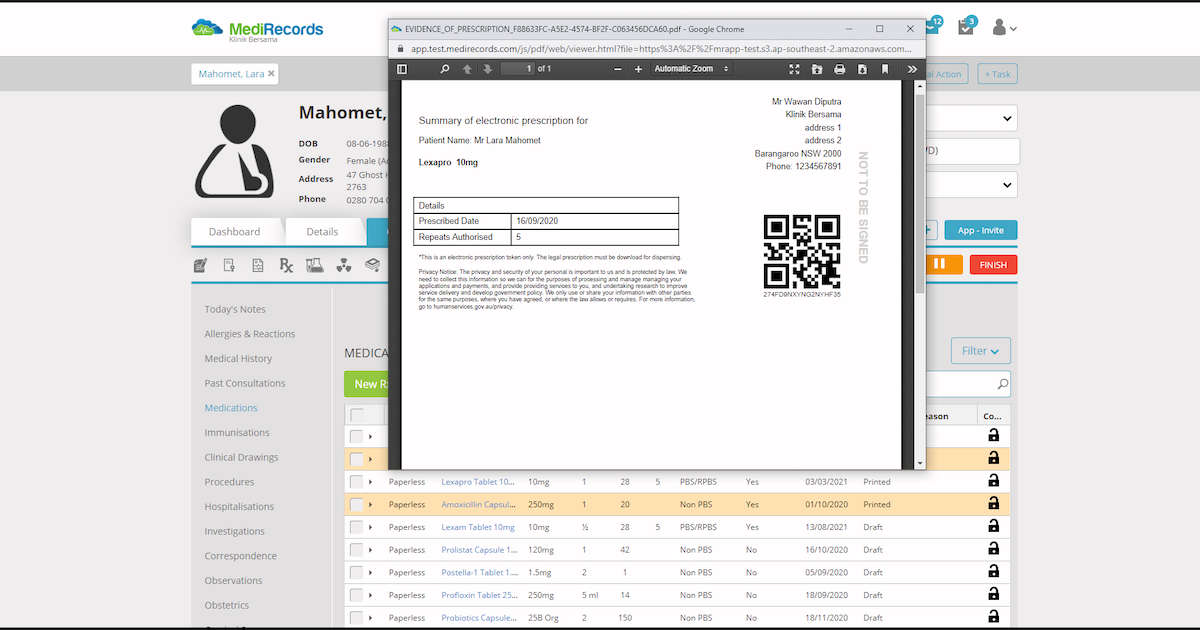 MediRecords
Klinik Bersama
12
3
EVIDENCE_OF_PRESCRIPTION_F88633FC-A5E2-4574-BF2F-C063456DCA60.pdf - Google Chrome
app.test.medirecords.com/js/pdf/web/viewer.html?file=https%3A%2F%2Fmrapp-test.s3.ap-southeast-2.amazonaws.com...
1 of 1
Automatic Zoom
Mahomet, Lara
al Action
+ Task
Mahomet,
DOB 08-06-198
Gender Female (A
Address 47 Ghost
2763
Phone 0280 704
Mr Wawan Diputra
Klinik Bersama
address 1
address 2
Barangaroo NSW 2000
Phone: 1234567891
Summary of electronic prescription for
Patient Name: Mr Lara Mahomet
Lexapro 10mg
NOT TO BE SIGNED
Details
Prescribed Date 16/09/2020
Repeats Authorised 5
*This is an electronic prescription token only. The legal prescription must be download for dispensing.
Privacy Notice. The privacy and security of your personal is important to us and is protected by law. We
need to collect this information so we can for the purposes of processing and manage managing your
applications and payments, and provide providing services to you, and undertaking research to improve
service delivery and develop government policy. We only use or share your information with other parties
for the same purposes, where you have agreed, or where the law allows or requires. For more information,
go to humanservices.gov.au/privacy.
274FD9NXYNG2NYHF35
Dashboard
Details
App - Invite
Rx
FINISH
Today's Notes
Allergies & Reactions
Medical History
Past Consultations
Medications
Immunisations
Clinical Drawings
Procedures
Hospitalisations
Investigations
Correspondence
Observations
Obstetrics
MEDICA
Filter
New R
eason Co...
Paperless Lexapro Tablet 10... 10mg 1 28 5 PBS/RPBS Yes 03/03/2021 Printed
Paperless Amoxicillin Capsul... 250mg 1 20 Non PBS Yes 01/10/2020 Printed
Paperless Lexam Tablet 10mg 10mg ½ 28 5 PBS/RPBS Yes 13/08/2021 Draft
Paperless Prolistat Capsule 1... 120mg 1 42 Non PBS No 16/10/2020 Draft
Paperless Postella-1 Tablet 1.... 1.5mg 2 1 Non PBS No 05/09/2020 Draft
Paperless Profloxin Tablet 25... 250mg 5 ml 14 Non PBS No 18/09/2020 Draft
Paperless Probiotics Capsule... 25B Org 2 150 Non PBS No 18/11/2020 Draft